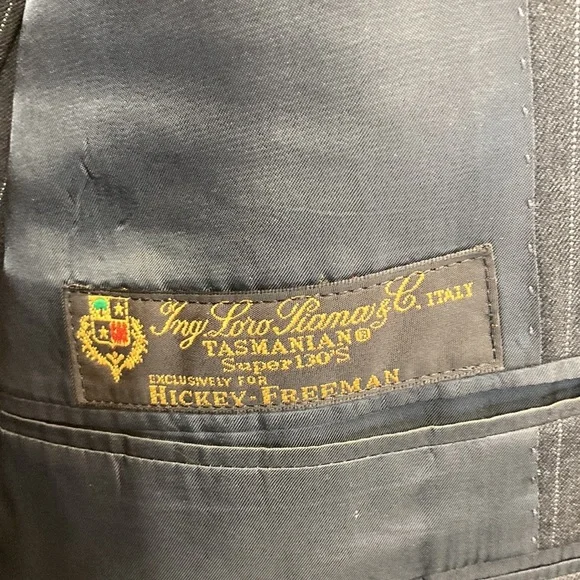 Ing. Loro Piana & C. ITALY
TASMANIAN®
Super 130'S
EXCLUSIVELY FOR
HICKEY-FREEMAN